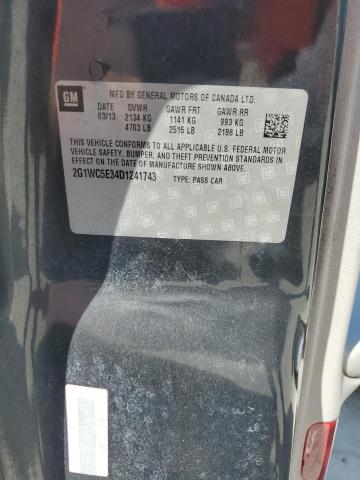 GM
MFD BY GENERAL MOTORS OF CANADA LTD.
DATE GVWR GAWR FRT GAWR RR
03/13 2134 KG 1141 KG 993 KG
4703 LB 2515 LB 2188 LB
THIS VEHICLE CONFORMS TO ALL APPLICABLE U.S. FEDERAL MOTOR
VEHICLE SAFETY, BUMPER, AND THEFT PREVENTION STANDARDS
IN EFFECT ON THE DATE OF MANUFACTURE SHOWN ABOVE.
2G1WC5E34D1241743 TYPE: PASS CAR